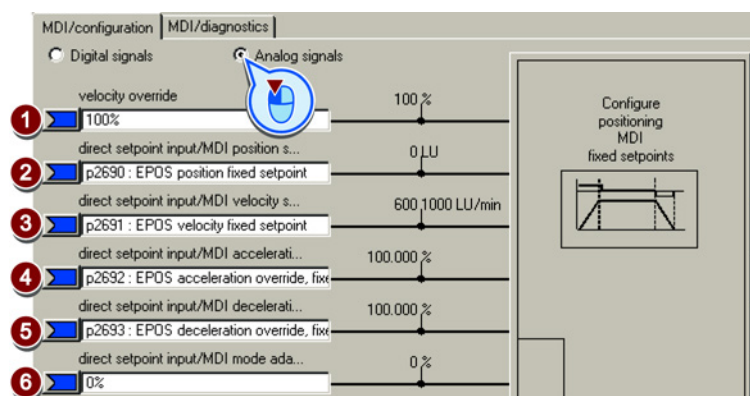 MDI/configuration MDI/diagnostics
Digital signals Analog signals
velocity override 100 %
1 100%
direct setpoint input/MDI position s... 0 LU
2 p2690 : EPOS position fixed setpoint
direct setpoint input/MDI velocity s... 600 1000 LU/min
3 p2691 : EPOS velocity fixed setpoint
direct setpoint input/MDI accelerati... 100.000 %
4 p2692 : EPOS acceleration override, fixe
direct setpoint input/MDI decelerati... 100.000 %
5 p2693 : EPOS deceleration override, fixe
direct setpoint input/MDI mode ada... 0 %
6 0%
Configure
positioning
MDI
fixed setpoints